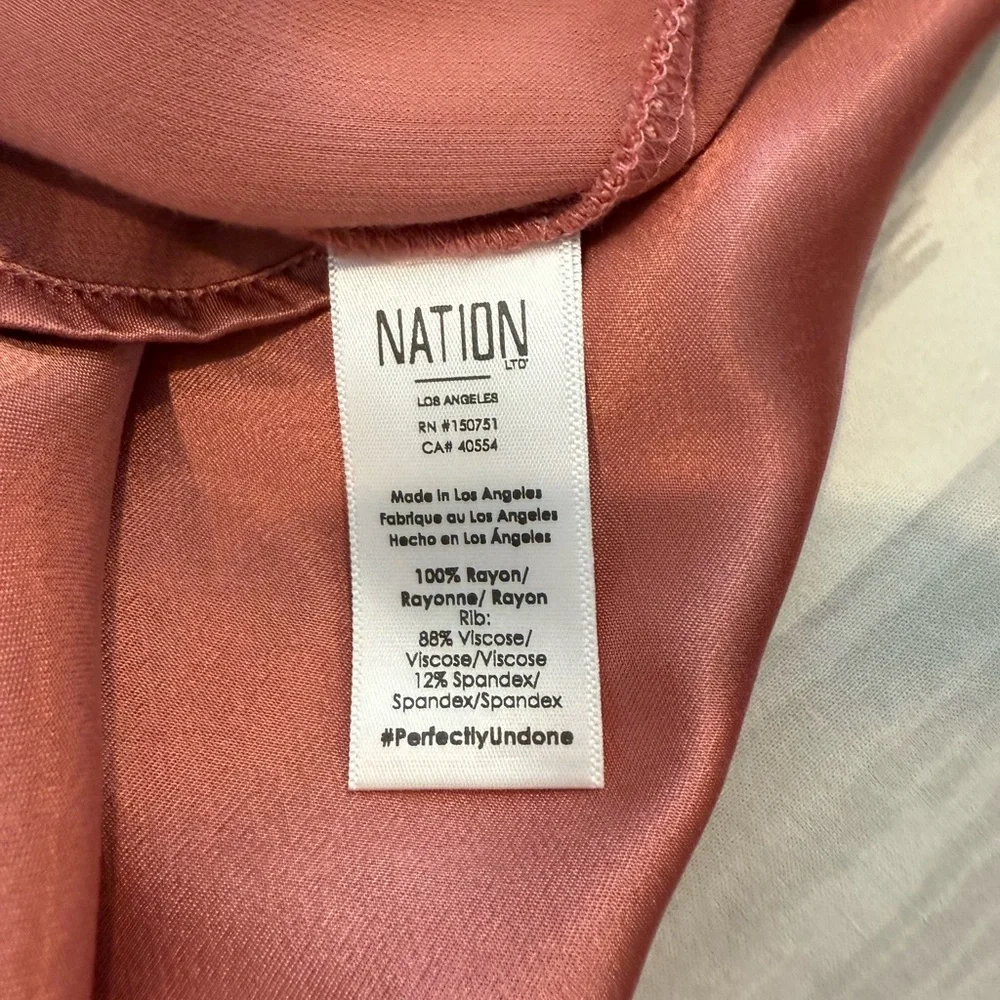 NATION
LTD
LOS ANGELES
RN #150751
CA# 40554
Made in Los Angeles
Fabrique au Los Angeles
Hecho en Los Ángeles
100% Rayon/
Rayonne/ Rayon
Rib:
88% Viscose/
Viscose/Viscose
12% Spandex/
Spandex/Spandex
#PerfectlyUndone